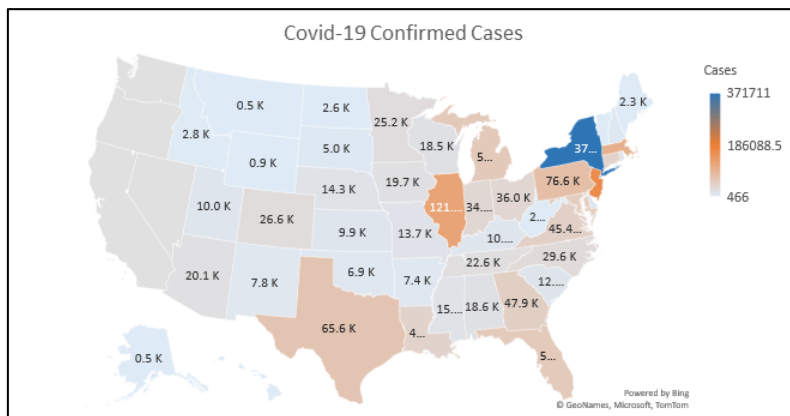 Covid-19 Confirmed Cases
Cases
371711
186088.5
466
2.3 K
0.5 K
2.6 K
25.2 K
2.8 K
5.0 K
18.5 K
5...
37...
0.9 K
14.3 K
19.7 K
76.6 K
10.0 K
26.6 K
121....
34....
36.0 K
2...
9.9 K
13.7 K
10....
45.4...
20.1 K
7.8 K
6.9 K
7.4 K
22.6 K
29.6 K
12....
65.6 K
4...
15....
18.6 K
47.9 K
0.5 K
5...
Powered by Bing
© GeoNames, Microsoft, TomTom